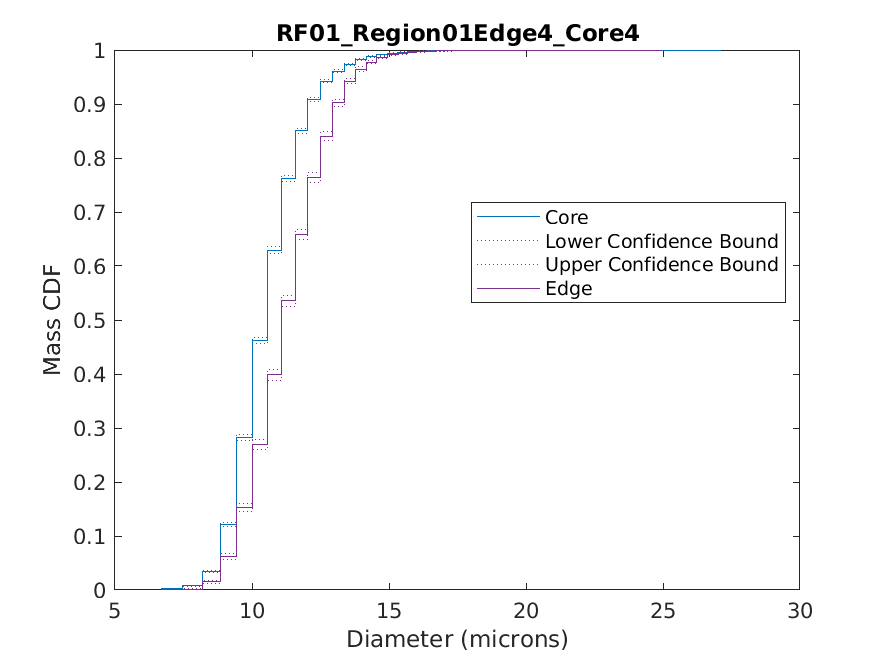 RF01_Region01Edge4_Core4
1
0.9
0.8
0.7
0.6
0.5
0.4
0.3
0.2
0.1
0
Mass CDF
Core
Lower Confidence Bound
Upper Confidence Bound
Edge
5 10 15 20 25 30
Diameter (microns)